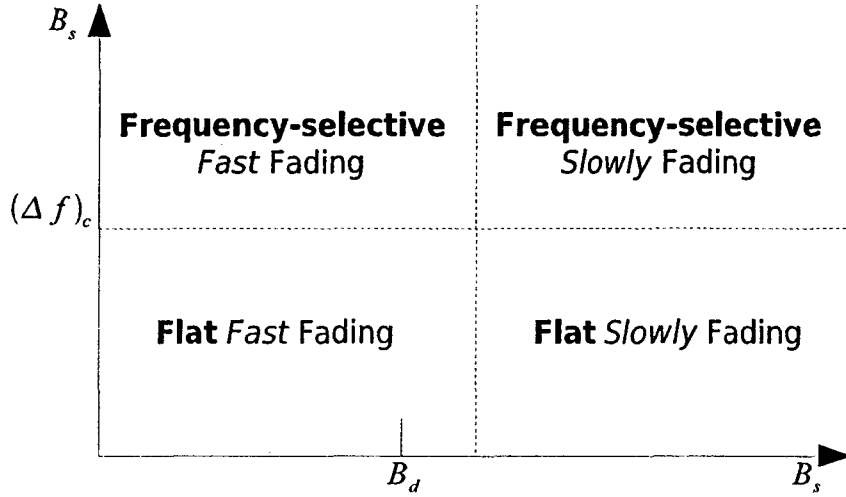 B_s
Frequency-selective
Fast Fading
Frequency-selective
Slowly Fading
(Δ f)_c
Flat Fast Fading
Flat Slowly Fading
B_d
B_s